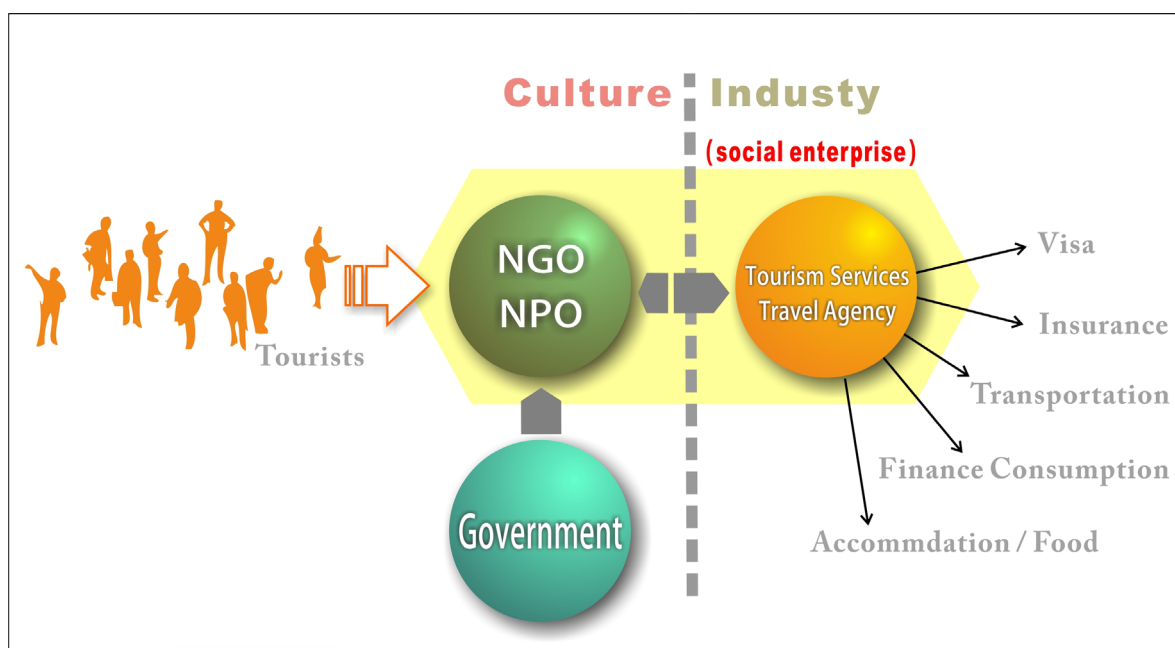 Culture
Industy
(social enterprise)
NGO
NPO
Tourism Services
Travel Agency
Visa
Insurance
Tourists
Transportation
Finance Consumption
Government
Accommdation / Food